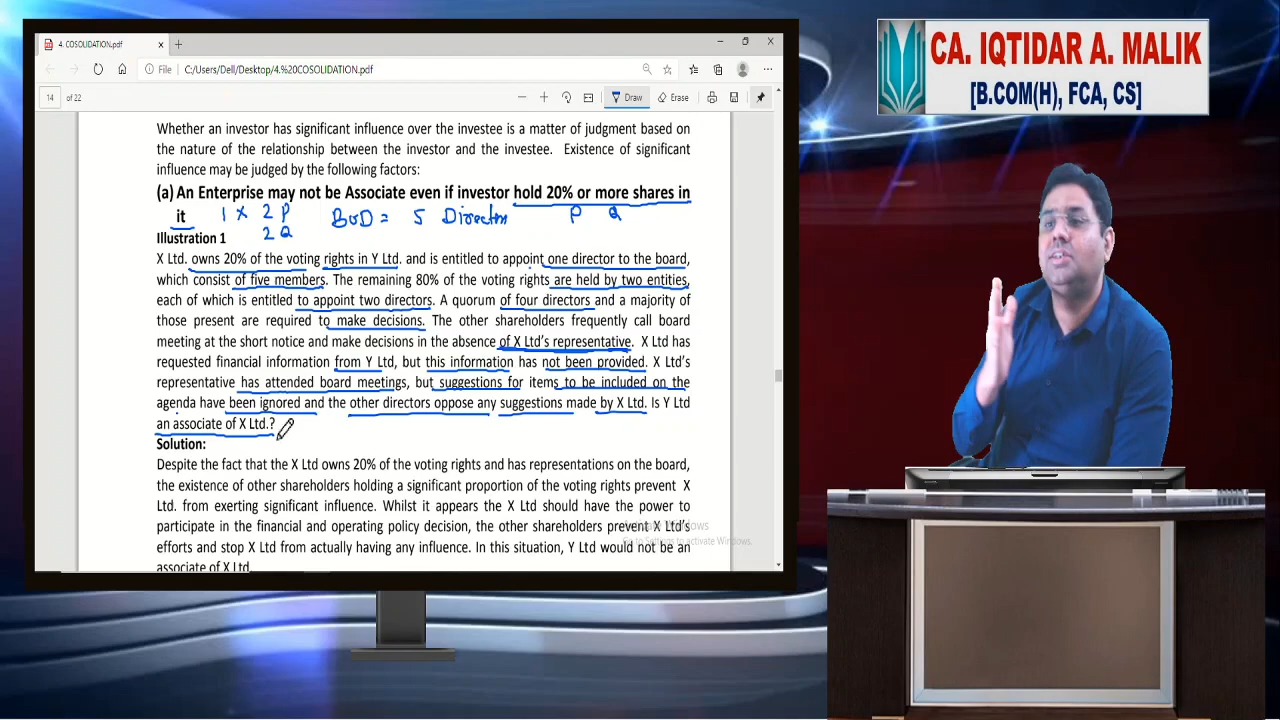 4. COSOLIDATION.pdf
File
C:/Users/Dell/Desktop/4.%20COSOLIDATION.pdf
14 of 22
Draw
Erase
Whether an investor has significant influence over the investee is a matter of judgment based on
the nature of the relationship between the investor and the investee. Existence of significant
influence may be judged by the following factors:
(a) An Enterprise may not be Associate even if investor hold 20% or more shares in
it
1 X 2 P BOD = 5 Director P Q
2 Q
Illustration 1
X Ltd. owns 20% of the voting rights in Y Ltd. and is entitled to appoint one director to the board,
which consist of five members. The remaining 80% of the voting rights are held by two entities,
each of which is entitled to appoint two directors. A quorum of four directors and a majority of
those present are required to make decisions. The other shareholders frequently call board
meeting at the short notice and make decisions in the absence of X Ltd's representative. X Ltd has
requested financial information from Y Ltd, but this information has not been provided. X Ltd's
representative has attended board meetings, but suggestions for items to be included on the
agenda have been ignored and the other directors oppose any suggestions made by X Ltd. Is Y Ltd
an associate of X Ltd.?
Solution:
Despite the fact that the X Ltd owns 20% of the voting rights and has representations on the board,
the existence of other shareholders holding a significant proportion of the voting rights prevent X
Ltd. from exerting significant influence. Whilst it appears the X Ltd should have the power to
participate in the financial and operating policy decision, the other shareholders prevent X Ltd's
efforts and stop X Ltd from actually having any influence. In this situation, Y Ltd would not be an
associate of X Ltd.
Activate Windows
Go to Settings to activate Windows.
CA. IQTIDAR A. MALIK
[B.COM(H), FCA, CS]